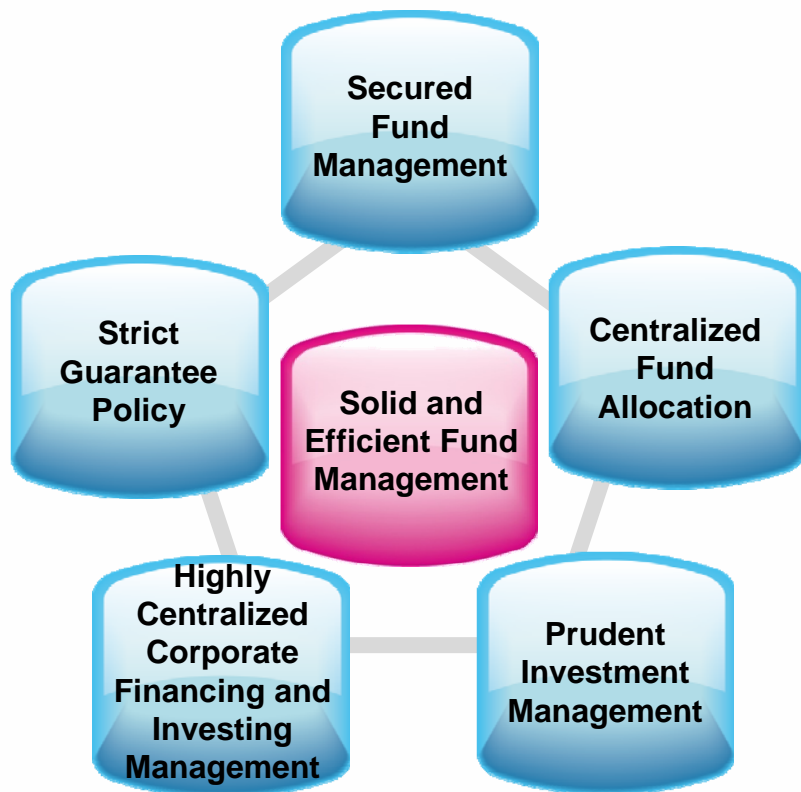 Secured
Fund
Management
Strict
Guarantee
Policy
Centralized
Fund
Allocation
Solid and
Efficient Fund
Management
Highly
Centralized
Corporate
Financing and
Investing
Management
Prudent
Investment
Management